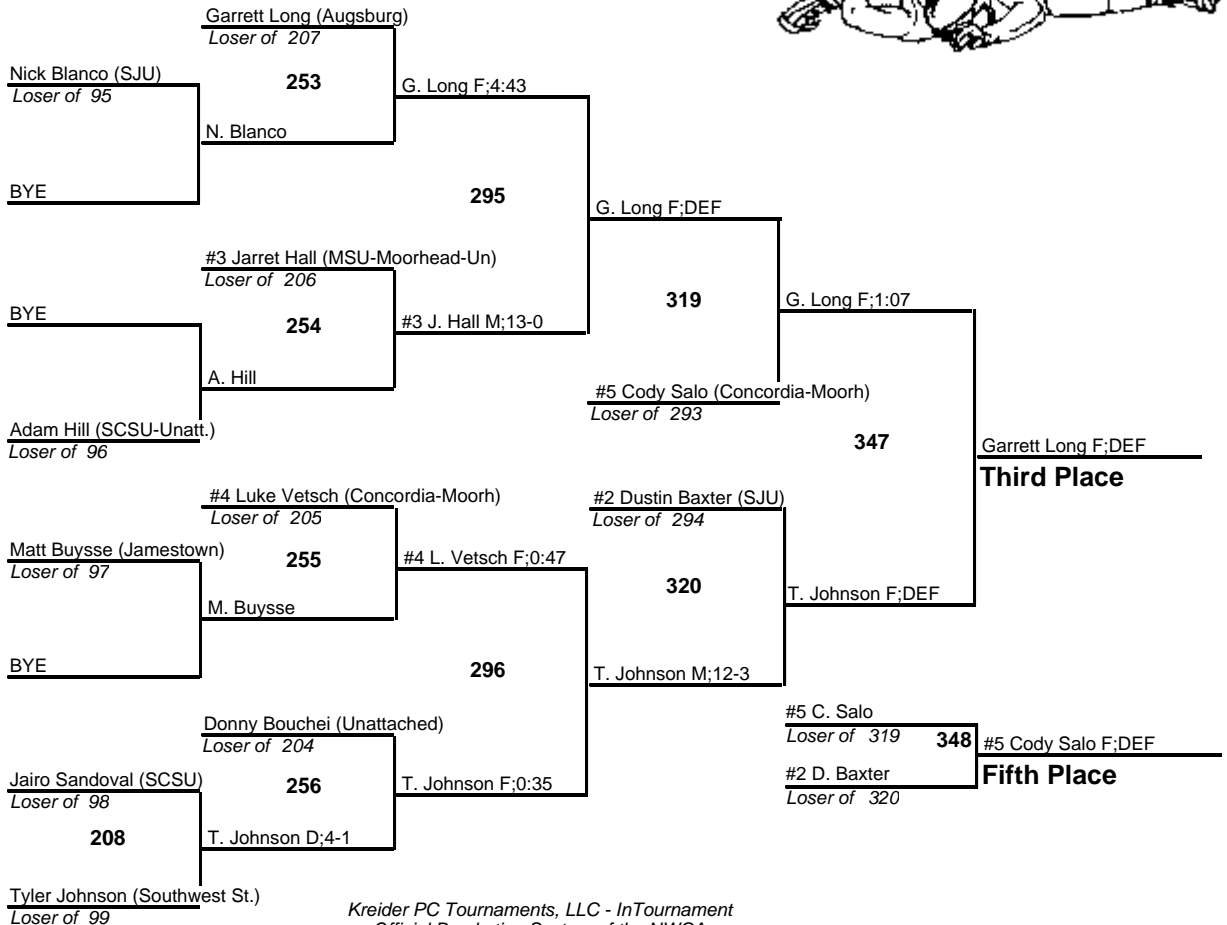 Garrett Long (Augsburg)
Loser of 207
Nick Blanco (SJU)
Loser of 95
253
G. Long F;4:43
N. Blanco
BYE
295
G. Long F;DEF
#3 Jarret Hall (MSU-Moorhead-Un)
Loser of 206
BYE
254
#3 J. Hall M;13-0
319
G. Long F;1:07
A. Hill
#5 Cody Salo (Concordia-Moorh)
Loser of 293
Adam Hill (SCSU-Unatt.)
Loser of 96
347
Garrett Long F;DEF
Third Place
#4 Luke Vetsch (Concordia-Moorh)
Loser of 205
#2 Dustin Baxter (SJU)
Loser of 294
Matt Buysse (Jamestown)
Loser of 97
255
#4 L. Vetsch F;0:47
320
T. Johnson F;DEF
M. Buysse
BYE
296
T. Johnson M;12-3
Donny Bouchei (Unattached)
Loser of 204
#5 C. Salo
Loser of 319
348
#5 Cody Salo F;DEF
Fifth Place
#2 D. Baxter
Loser of 320
Jairo Sandoval (SCSU)
Loser of 98
256
T. Johnson F;0:35
208
T. Johnson D;4-1
Tyler Johnson (Southwest St.)
Loser of 99
Kreider PC Tournaments, LLC - InTournament